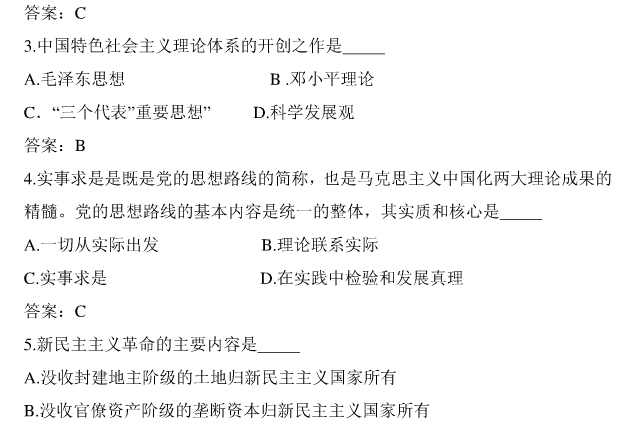 答案：C
3.中国特色社会主义理论体系的开创之作是_____
A.毛泽东思想 B .邓小平理论
C．“三个代表”重要思想” D.科学发展观
答案：B
4.实事求是是既是党的思想路线的简称，也是马克思主义中国化两大理论成果的
精髓。党的思想路线的基本内容是统一的整体，其实质和核心是_____
A.一切从实际出发 B.理论联系实际
C.实事求是 D.在实践中检验和发展真理
答案：C
5.新民主主义革命的主要内容是_____
A.没收封建地主阶级的土地归新民主主义国家所有
B.没收官僚资产阶级的垄断资本归新民主主义国家所有